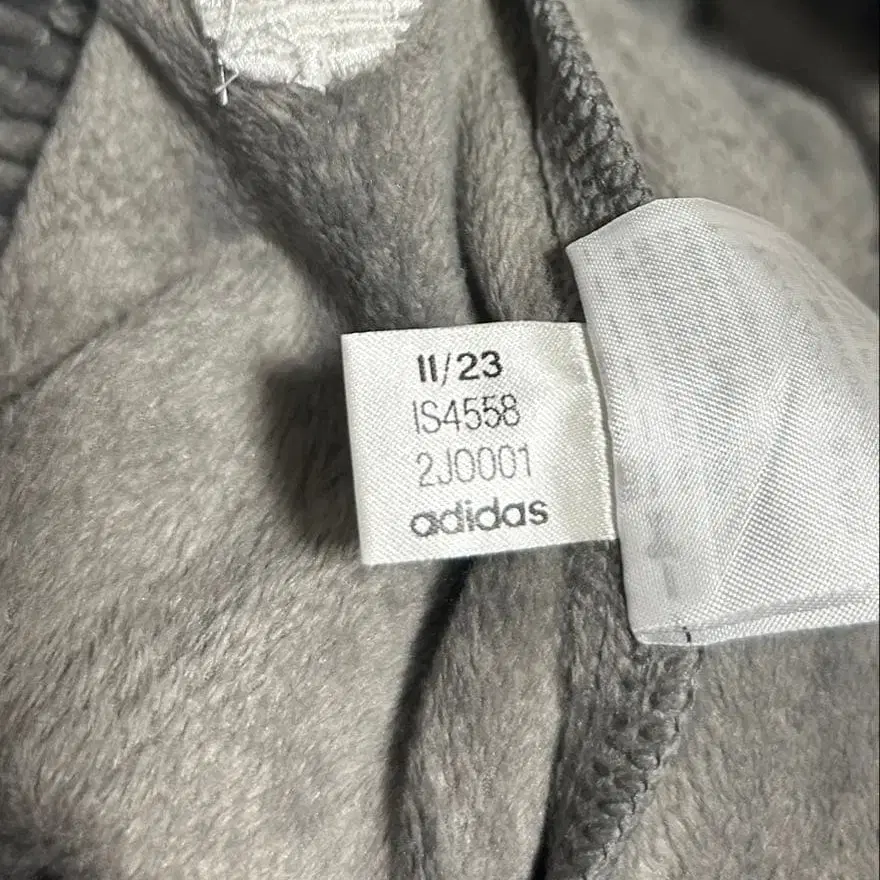 11/23
IS4558
2J0001
adidas